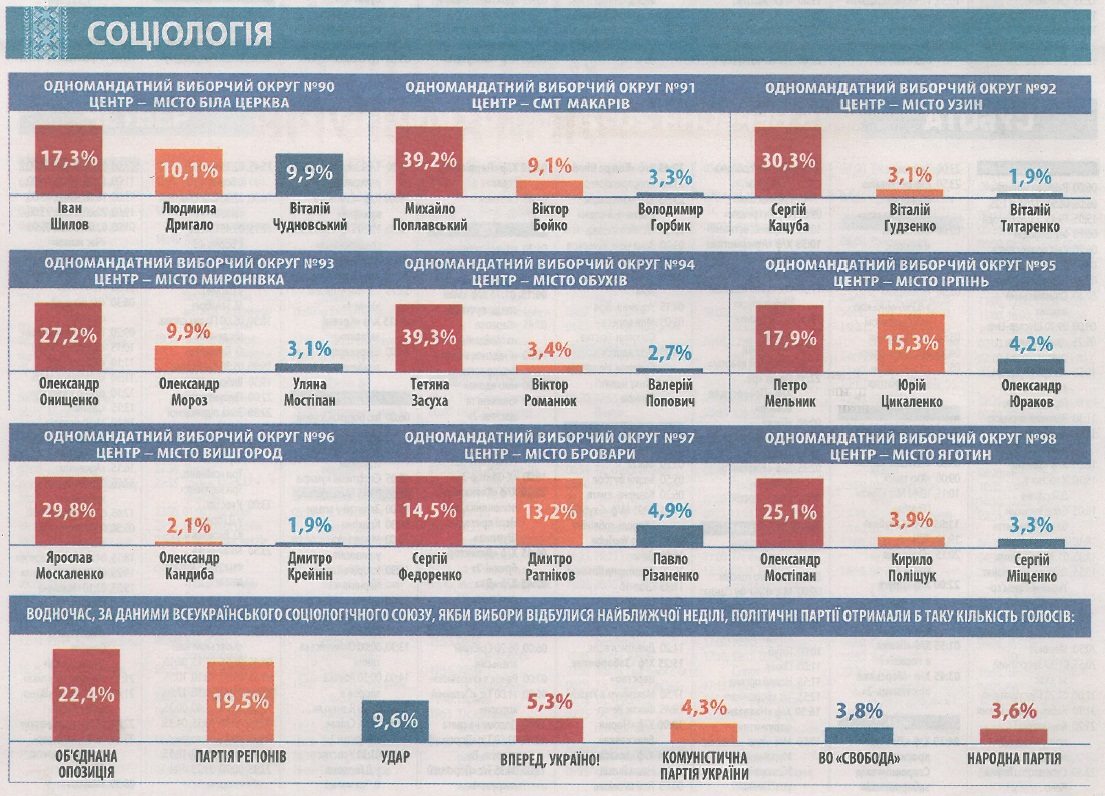 СОЦІОЛОГІЯ
ОДНОМАНДАТНИЙ ВИБОРЧИЙ ОКРУГ №90
ЦЕНТР – МІСТО БІЛА ЦЕРКВА
17,3%
10,1%
9,9%
Іван
Шилов
Людмила
Дригало
Віталій
Чудновський
ОДНОМАНДАТНИЙ ВИБОРЧИЙ ОКРУГ №91
ЦЕНТР – СМТ МАКАРІВ
39,2%
9,1%
3,3%
Михайло
Поплавський
Віктор
Бойко
Володимир
Горбик
ОДНОМАНДАТНИЙ ВИБОРЧИЙ ОКРУГ №92
ЦЕНТР – МІСТО УЗИН
30,3%
3,1%
1,9%
Сергій
Кацуба
Віталій
Гудзенко
Віталій
Титаренко
ОДНОМАНДАТНИЙ ВИБОРЧИЙ ОКРУГ №93
ЦЕНТР – МІСТО МИРОНІВКА
27,2%
9,9%
3,1%
Олександр
Онищенко
Олександр
Мороз
Уляна
Мостіпан
ОДНОМАНДАТНИЙ ВИБОРЧИЙ ОКРУГ №94
ЦЕНТР – МІСТО ОБУХІВ
39,3%
3,4%
2,7%
Тетяна
Засуха
Віктор
Романюк
Валерій
Попович
ОДНОМАНДАТНИЙ ВИБОРЧИЙ ОКРУГ №95
ЦЕНТР – МІСТО ІРПІНЬ
17,9%
15,3%
4,2%
Петро
Мельник
Юрій
Цикаленко
Олександр
Юраков
ОДНОМАНДАТНИЙ ВИБОРЧИЙ ОКРУГ №96
ЦЕНТР – МІСТО ВИШГОРОД
29,8%
2,1%
1,9%
Ярослав
Москаленко
Олександр
Кандиба
Дмитро
Крейнін
ОДНОМАНДАТНИЙ ВИБОРЧИЙ ОКРУГ №97
ЦЕНТР – МІСТО БРОВАРИ
14,5%
13,2%
4,9%
Сергій
Федоренко
Дмитро
Ратніков
Павло
Різаненко
ОДНОМАНДАТНИЙ ВИБОРЧИЙ ОКРУГ №98
ЦЕНТР – МІСТО ЯГОТИН
25,1%
3,9%
3,3%
Олександр
Мостіпан
Кирило
Поліщук
Сергій
Міщенко
ВОДНОЧАС, ЗА ДАНИМИ ВСЕУКРАЇНСЬКОГО СОЦІОЛОГІЧНОГО СОЮЗУ, ЯКБИ ВИБОРИ ВІДБУЛИСЯ НАЙБЛИЖЧОЇ НЕДІЛІ, ПОЛІТИЧНІ ПАРТІЇ ОТРИМАЛИ Б ТАКУ КІЛЬКІСТЬ ГОЛОСІВ:
22,4%
19,5%
9,6%
5,3%
4,3%
3,8%
3,6%
ОБ'ЄДНАНА
ОПОЗИЦІЯ
ПАРТІЯ РЕГІОНІВ
УДАР
ВПЕРЕД, УКРАЇНО!
КОМУНІСТИЧНА
ПАРТІЯ УКРАЇНИ
ВО «СВОБОДА»
НАРОДНА ПАРТІЯ